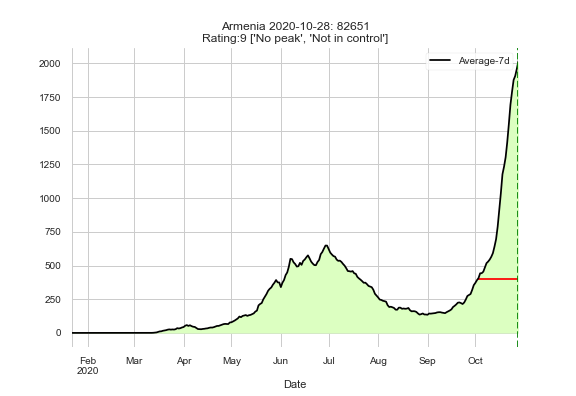 Armenia 2020-10-28: 82651
Rating:9 ['No peak', 'Not in control']
Average-7d
2000
1750
1500
1250
1000
750
500
250
0
Feb Mar Apr May Jun Jul Aug Sep Oct
2020
Date